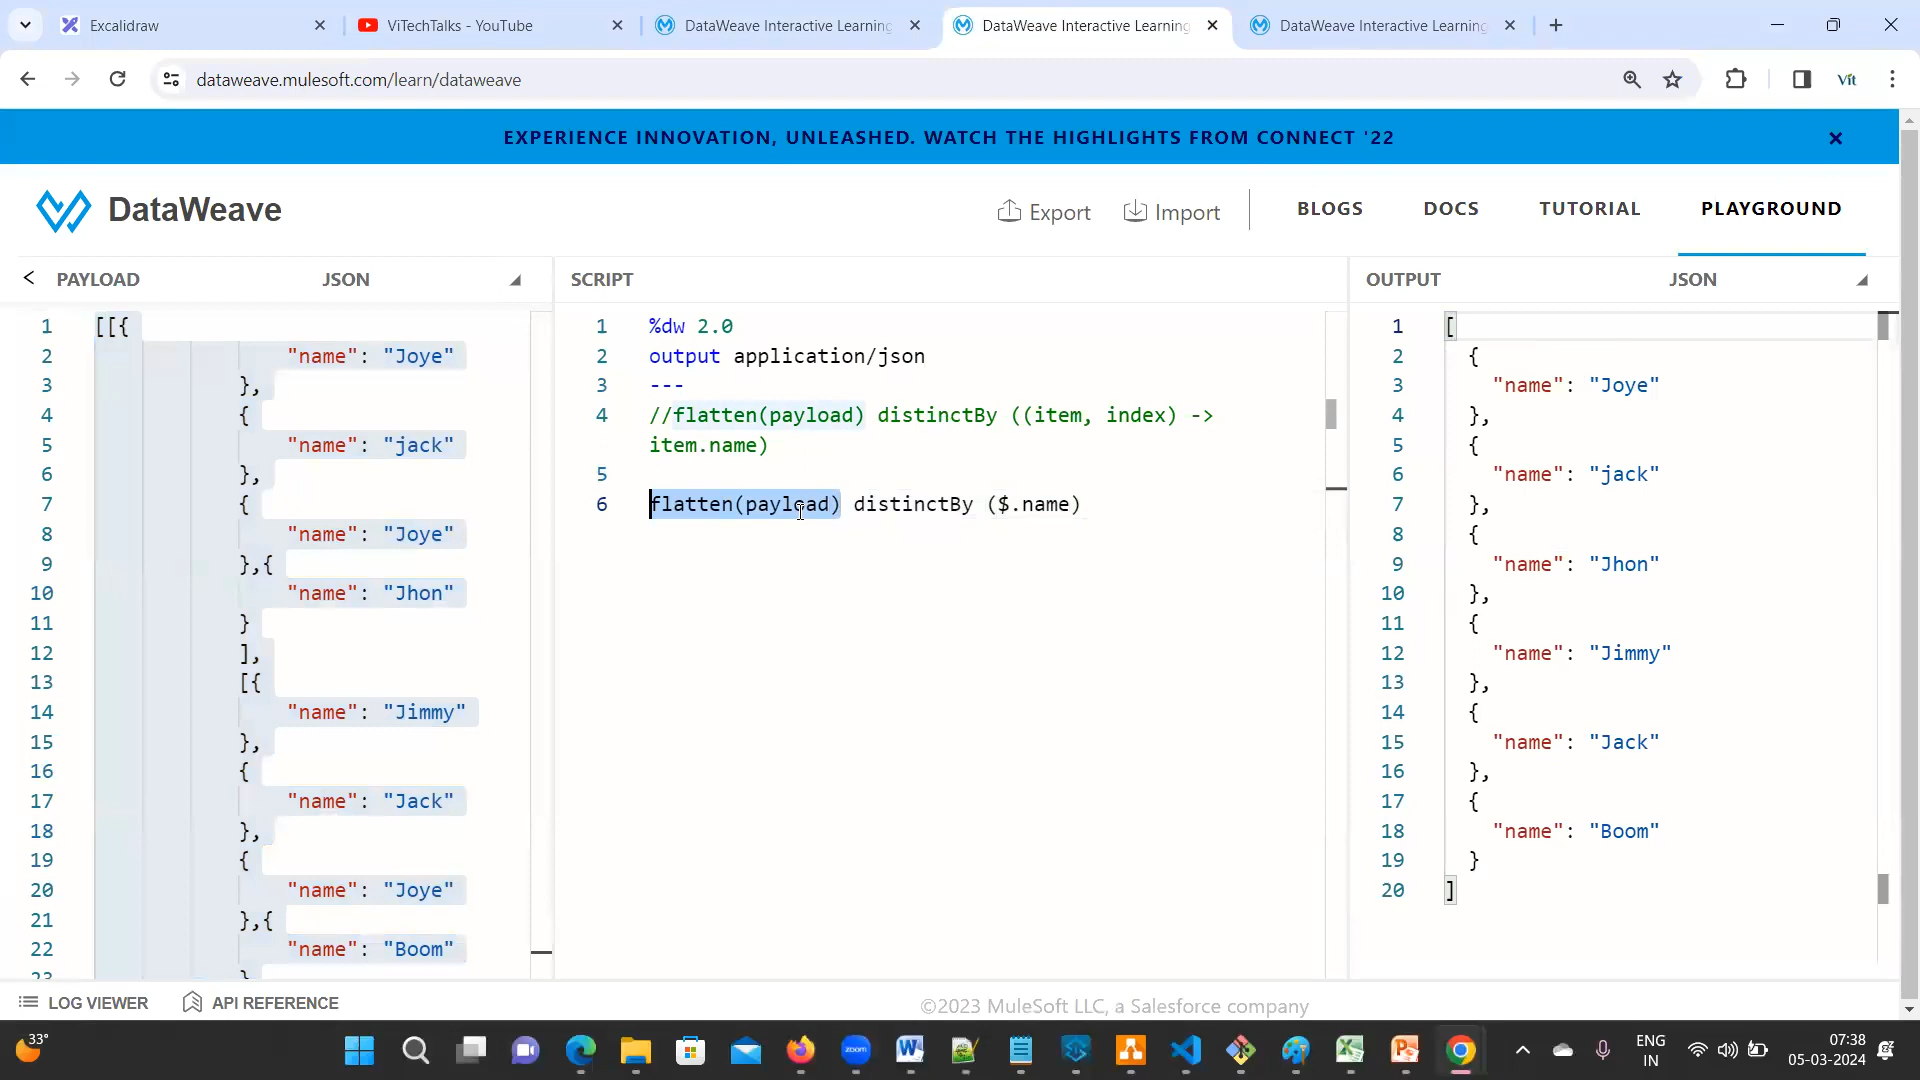 Excalidraw
ViTechTalks - YouTube
DataWeave Interactive Learning
DataWeave Interactive Learning
DataWeave Interactive Learning
dataweave.mulesoft.com/learn/dataweave
Vit
EXPERIENCE INNOVATION, UNLEASHED. WATCH THE HIGHLIGHTS FROM CONNECT '22
DataWeave
Export
Import
BLOGS
DOCS
TUTORIAL
PLAYGROUND
PAYLOAD
JSON
1 [[{
2 "name": "Joye"
3 },
4 {
5 "name": "jack"
6 },
7 {
8 "name": "Joye"
9 },{
10 "name": "Jhon"
11 }
12 ],
13 [{
14 "name": "Jimmy"
15 },
16 {
17 "name": "Jack"
18 },
19 {
20 "name": "Joye"
21 },{
22 "name": "Boom"
23 }
SCRIPT
1 %dw 2.0
2 output application/json
3 ---
4 //flatten(payload) distinctBy ((item, index) ->
item.name)
5
6 flatten(payload) distinctBy ($.name)
OUTPUT
JSON
1 [
2 {
3 "name": "Joye"
4 },
5 {
6 "name": "jack"
7 },
8 {
9 "name": "Jhon"
10 },
11 {
12 "name": "Jimmy"
13 },
14 {
15 "name": "Jack"
16 },
17 {
18 "name": "Boom"
19 }
20 ]
LOG VIEWER
API REFERENCE
©2023 MuleSoft LLC, a Salesforce company
33°
zoom
ENG
IN
07:38
05-03-2024